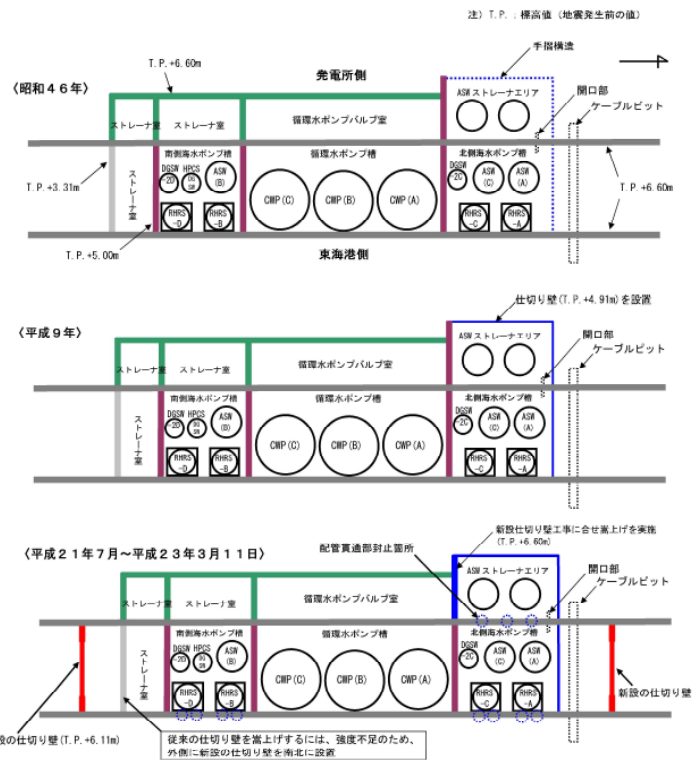 注) T.P. : 標高値 (地震発生前の値)
手摺構造
T.P.+6.60m
発電所側
〈昭和46年〉
ASW ストレーナエリア
開口部
ケーブルピット
ストレーナ室
ストレーナ室
循環水ポンプバルブ室
南側海水ポンプ槽
循環水ポンプ槽
北側海水ポンプ槽
DGSW -2D
HPCS DG SW
ASW (B)
DGSW -2C
ASW (C)
ASW (A)
T.P.+3.31m
ストレーナ室
CWP(C)
CWP(B)
CWP(A)
T.P.+6.60m
RHRS -D
RHRS -B
RHRS -C
RHRS -A
T.P.+5.00m
東海港側
仕切り壁(T.P.+4.91m)を設置
〈平成9年〉
ASW ストレーナエリア
開口部
ケーブルピット
ストレーナ室
ストレーナ室
循環水ポンプバルブ室
南側海水ポンプ槽
循環水ポンプ槽
北側海水ポンプ槽
DGSW -2D
HPCS DG SW
ASW
DGSW -2C
ASW (C)
ASW (A)
ストレーナ室
CWP(C)
CWP(B)
CWP(A)
RHRS -D
RHRS -B
RHRS -C
RHRS -A
新設仕切り壁工事に合せ嵩上げを実施
(T.P.+6.60m)
配管貫通部封止箇所
〈平成21年7月～平成23年3月11日〉
ASW ストレーナエリア
開口部
ケーブルピット
ストレーナ室
ストレーナ室
循環水ポンプバルブ室
南側海水ポンプ槽
循環水ポンプ槽
北側海水ポンプ槽
DGSW -2D
HPCS DG SW
ASW (B)
DGSW -2C
ASW (C)
ASW (A)
ストレーナ室
CWP(C)
CWP(B)
CWP(A)
RHRS -D
RHRS -B
RHRS -C
RHRS -A
新設の仕切り壁
設の仕切り壁(T.P.+6.11m)
従来の仕切り壁を嵩上げするには、強度不足のため、
外側に新設の仕切り壁を南北に設置